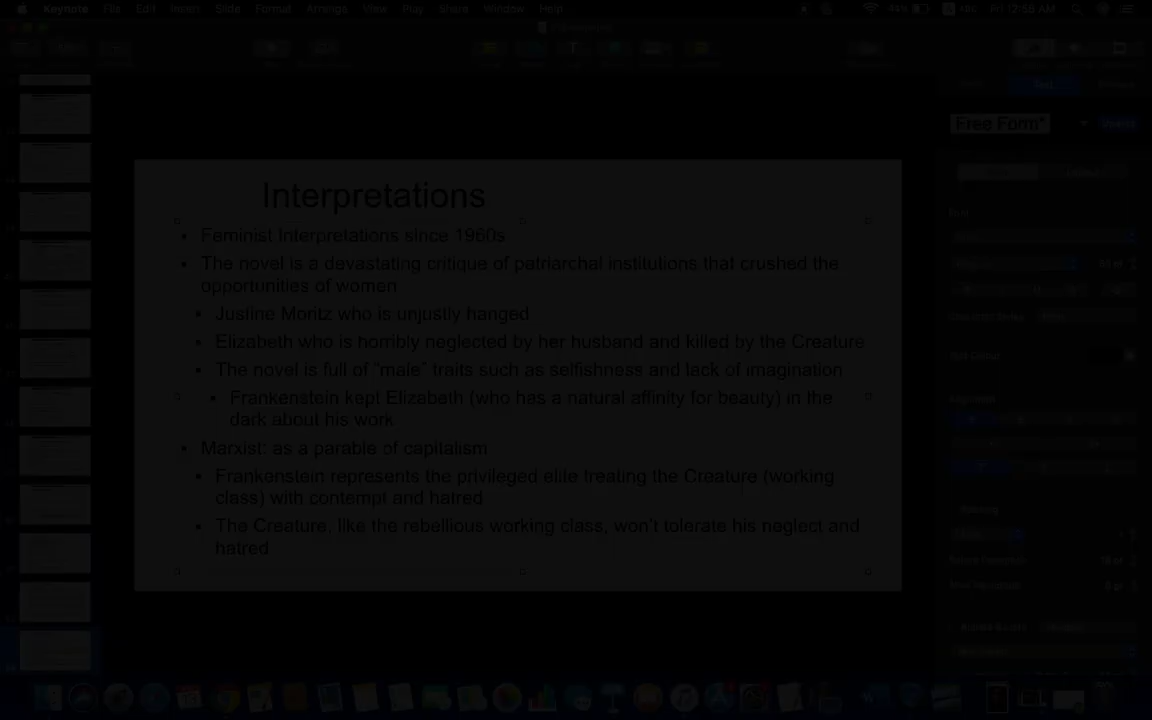 Keynote File Edit Insert Slide Format Arrange View Play Share Window Help
Fri 12:58 AM
Free Form*
Interpretations
• Feminist Interpretations since 1960s
• The novel is a devastating critique of patriarchal institutions that crushed the
opportunities of women
• Justine Moritz who is unjustly hanged
• Elizabeth who is horribly neglected by her husband and killed by the Creature
• The novel is full of “male” traits such as selfishness and lack of imagination
• Frankenstein kept Elizabeth (who has a natural affinity for beauty) in the
dark about his work
• Marxist: as a parable of capitalism
• Frankenstein represents the privileged elite treating the Creature (working
class) with contempt and hatred
• The Creature, like the rebellious working class, won’t tolerate his neglect and
hatred